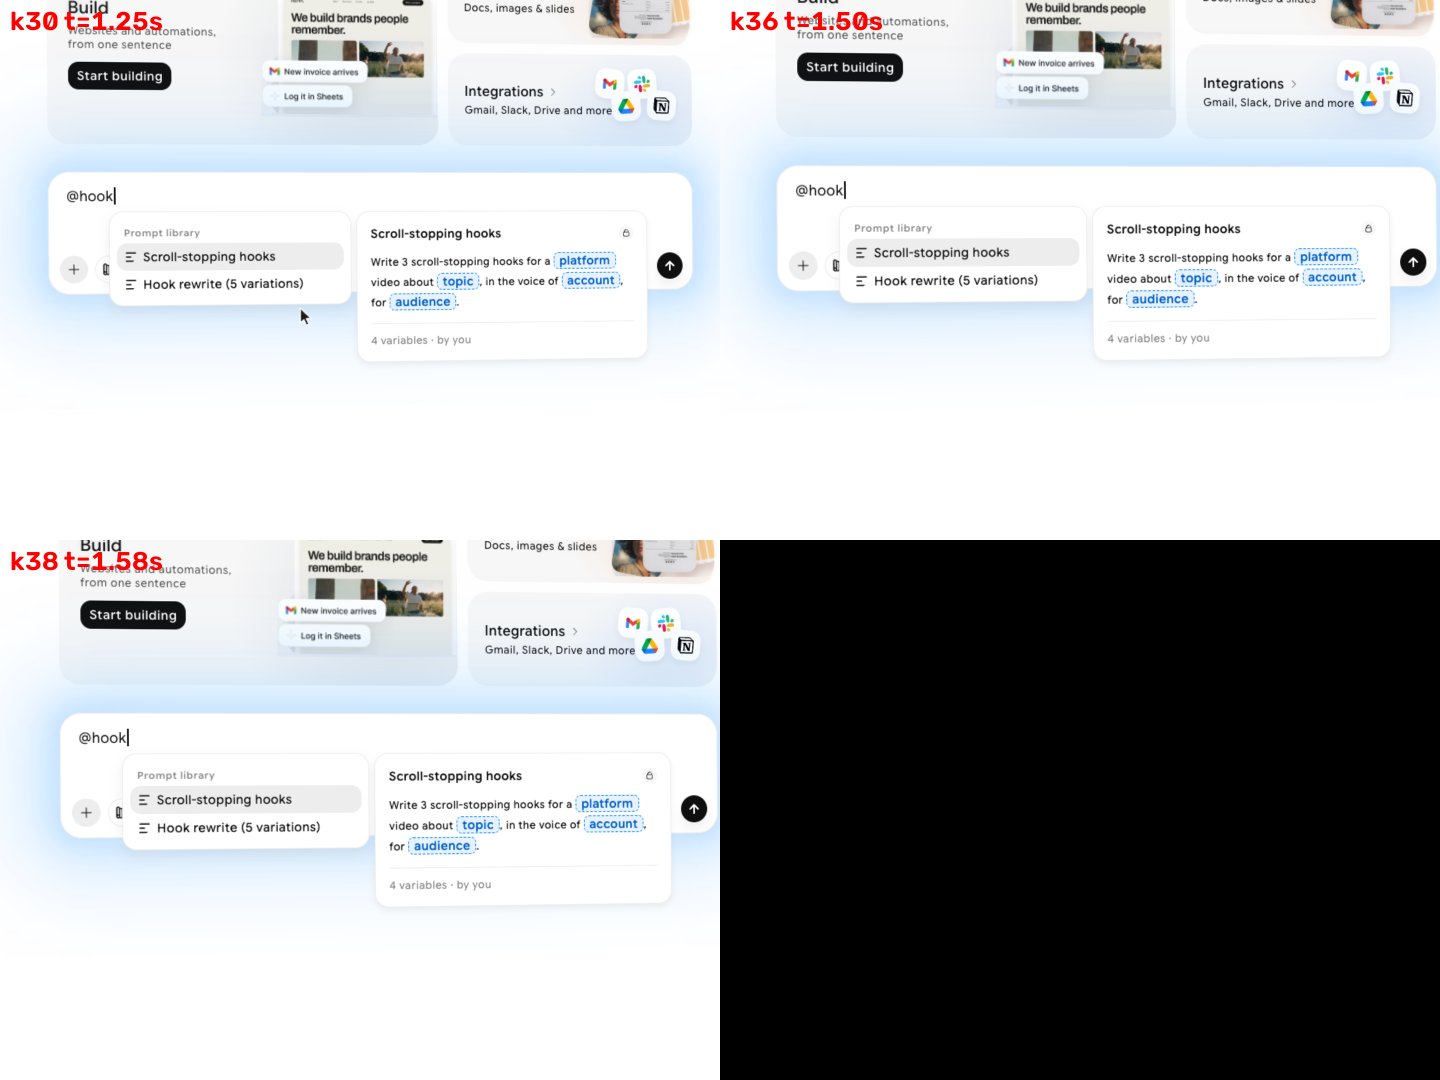 k30 t=1.25s
Build
Websites and automations,
from one sentence
Start building
We build brands people
remember.
New invoice arrives
Log it in Sheets
Docs, images & slides
Integrations
Gmail, Slack, Drive and more
@hook
Prompt library
Scroll-stopping hooks
Hook rewrite (5 variations)
Scroll-stopping hooks
Write 3 scroll-stopping hooks for a platform
video about topic, in the voice of account,
for audience.
4 variables · by you
k36 t=1.50s
from one sentence
Start building
We build brands people
remember.
New invoice arrives
Log it in Sheets
Integrations
Gmail, Slack, Drive and more
@hook
Prompt library
Scroll-stopping hooks
Hook rewrite (5 variations)
Scroll-stopping hooks
Write 3 scroll-stopping hooks for a platform
video about topic, in the voice of account,
for audience.
4 variables · by you
k38 t=1.58s
Build
Websites and automations,
from one sentence
Start building
We build brands people
remember.
New invoice arrives
Log it in Sheets
Docs, images & slides
Integrations
Gmail, Slack, Drive and more
@hook
Prompt library
Scroll-stopping hooks
Hook rewrite (5 variations)
Scroll-stopping hooks
Write 3 scroll-stopping hooks for a platform
video about topic, in the voice of account,
for audience.
4 variables · by you